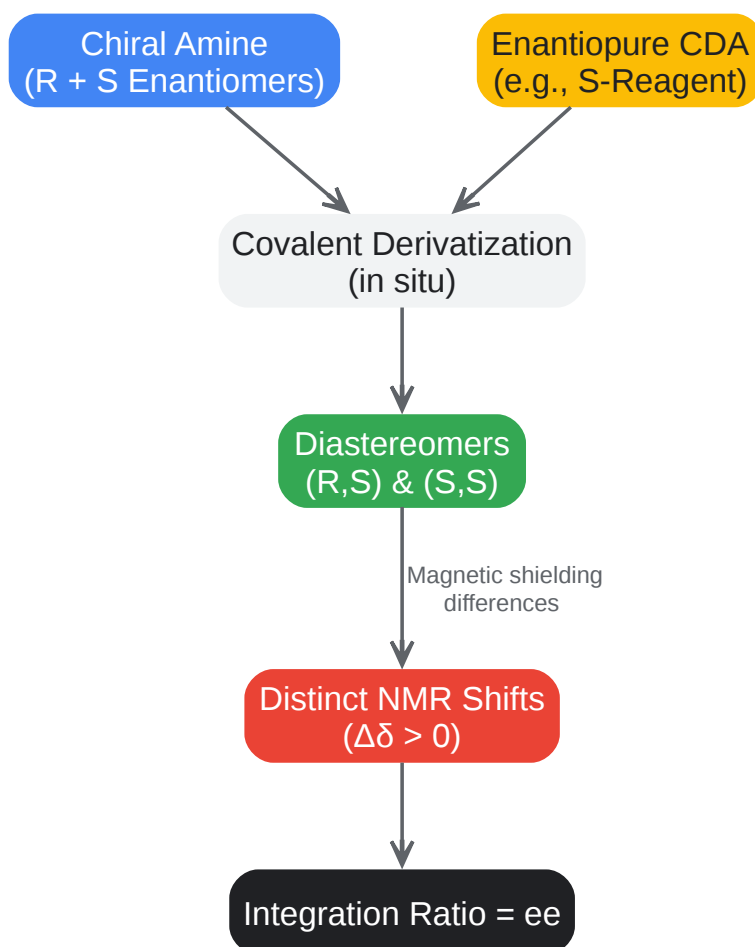 Chiral Amine
(R + S Enantiomers)
Enantiopure CDA
(e.g., S-Reagent)
Covalent Derivatization
(in situ)
Diastereomers
(R,S) & (S,S)
Magnetic shielding
differences
Distinct NMR Shifts
(Δδ > 0)
Integration Ratio = ee